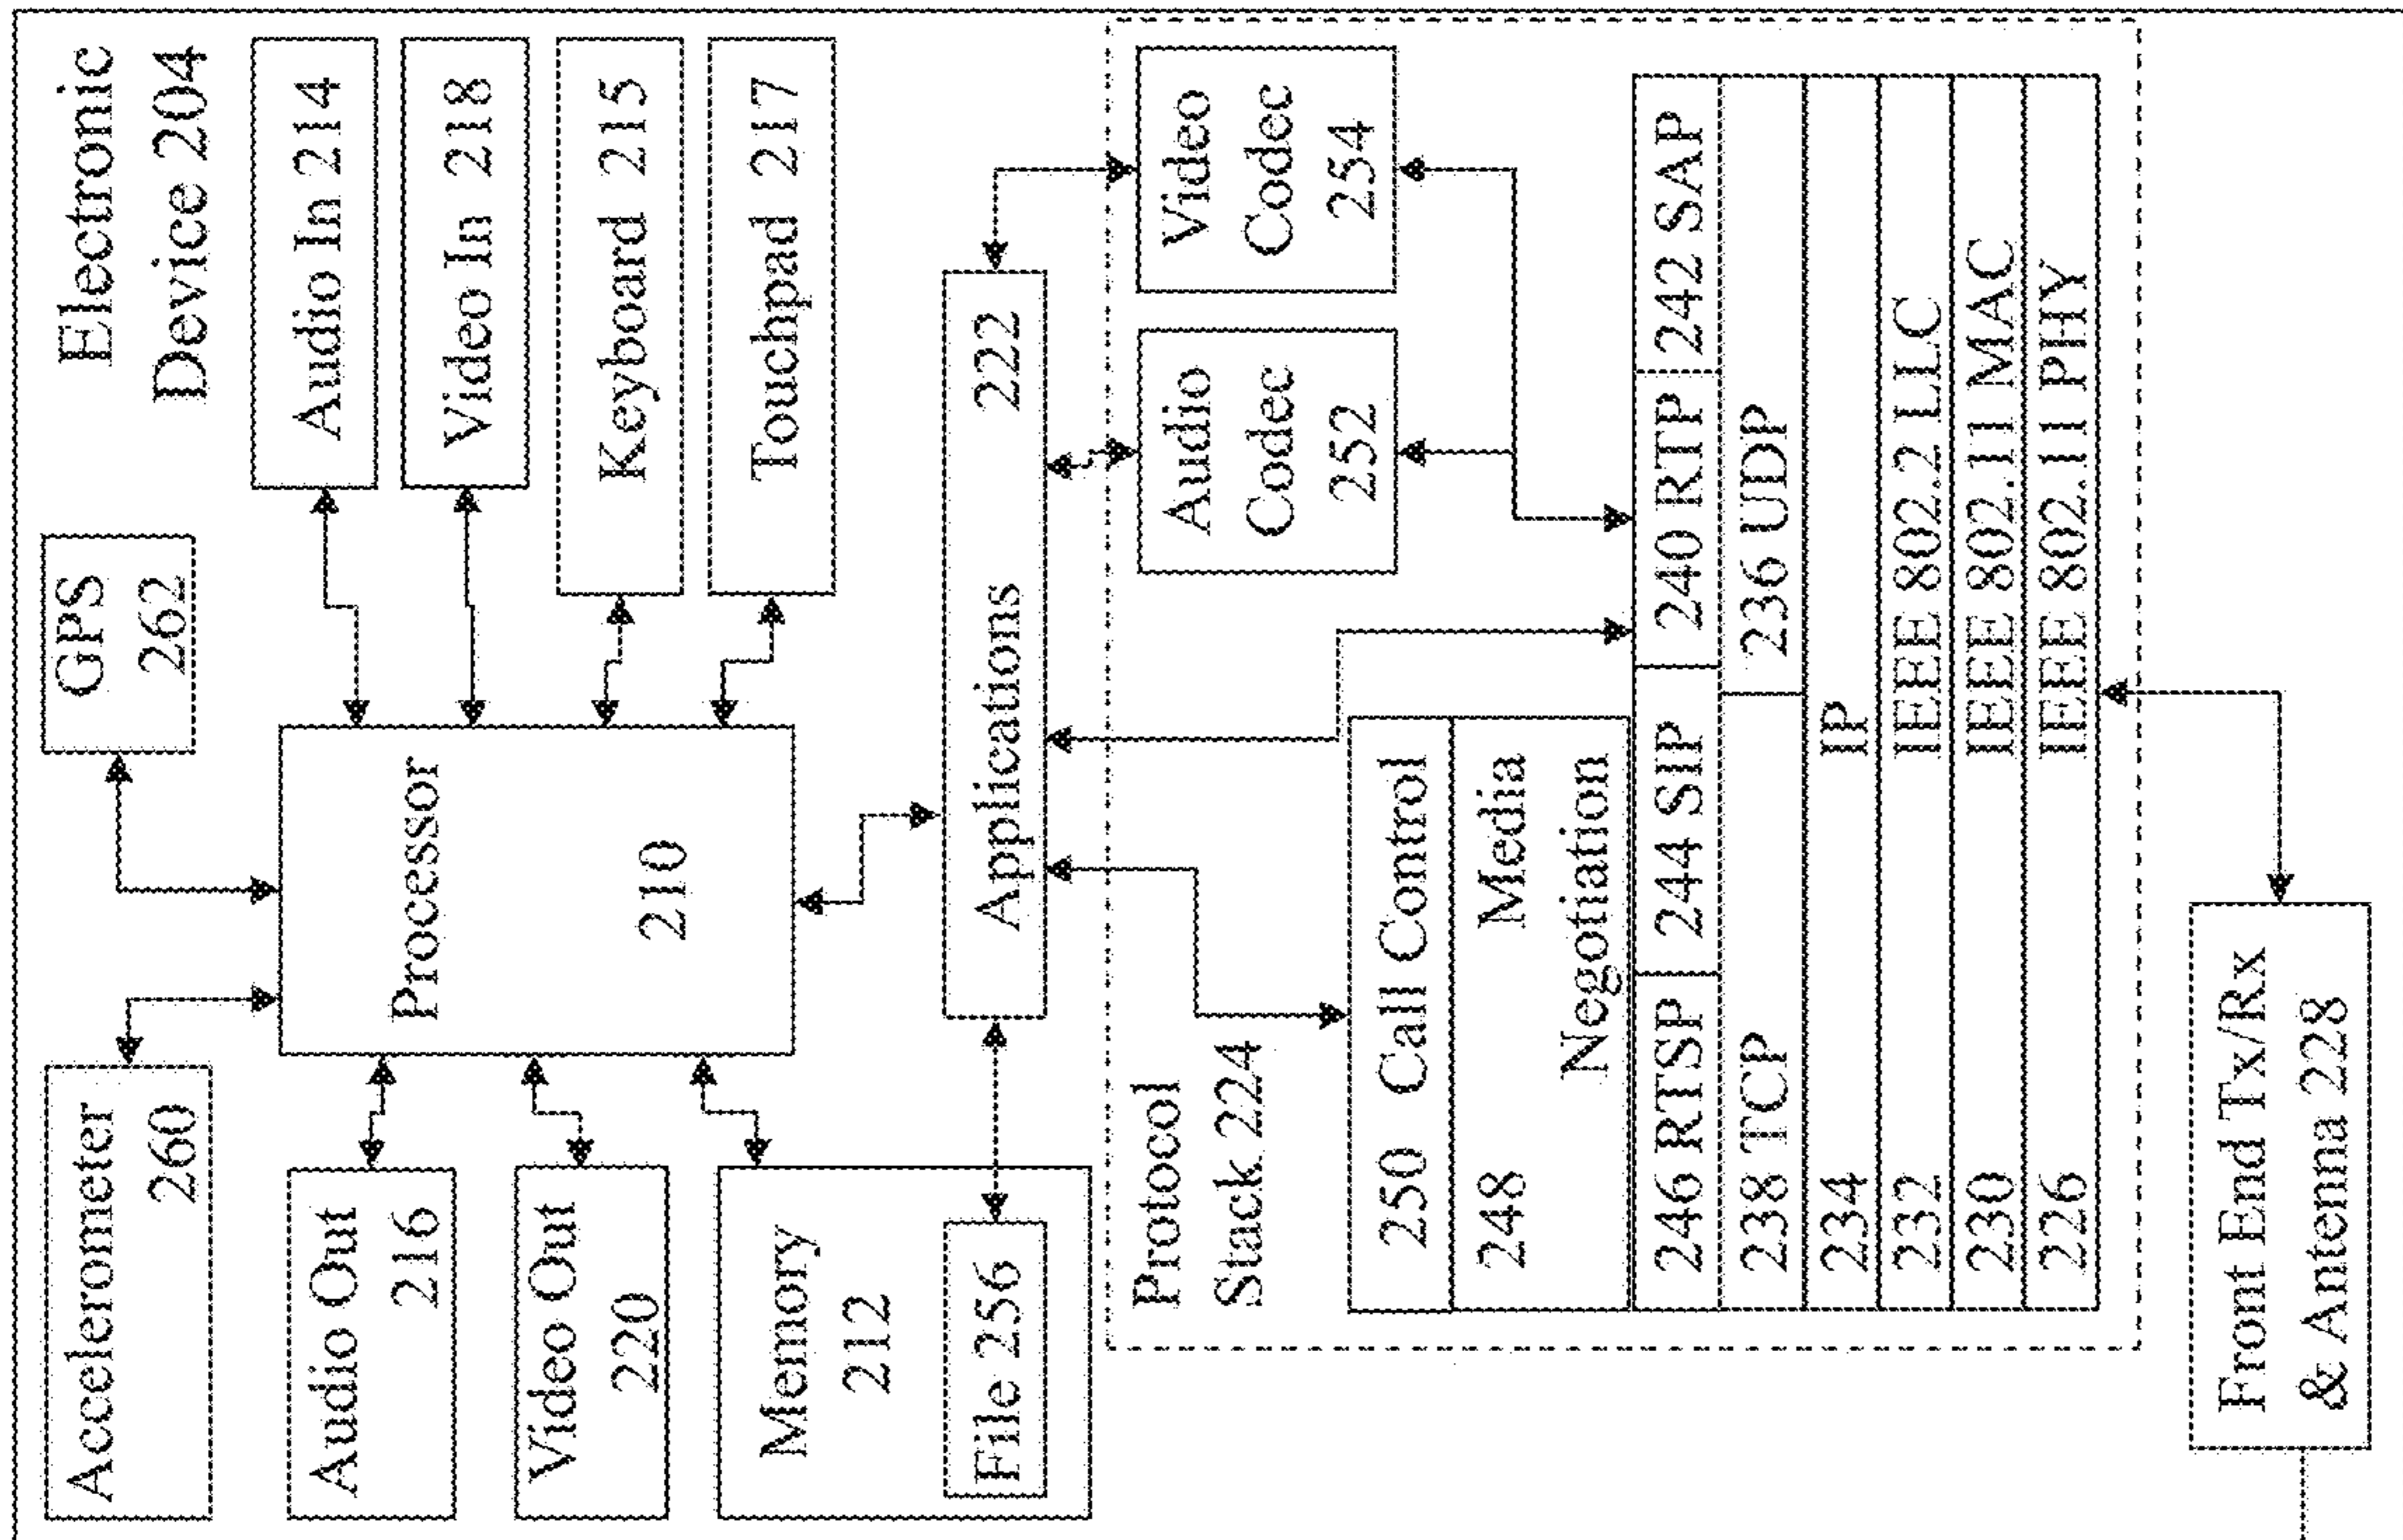 Electronic
Device 204
Accelerometer
260
GPS
262
Audio Out
216
Video Out
220
Memory
212
File 256
Processor
210
Audio In 214
Video In 218
Keyboard 215
Touchpad 217
Applications 222
Protocol
Stack 224
Audio
Codec
252
Video
Codec
254
250 Call Control
248 Media
Negotiation
246 RTSP 244 SIP 240 RTP 242 SAP
238 TCP 236 UDP
234 IP
232 IEEE 802.2 LLC
230 IEEE 802.11 MAC
226 IEEE 802.11 PHY
Front End Tx/Rx
& Antenna 228